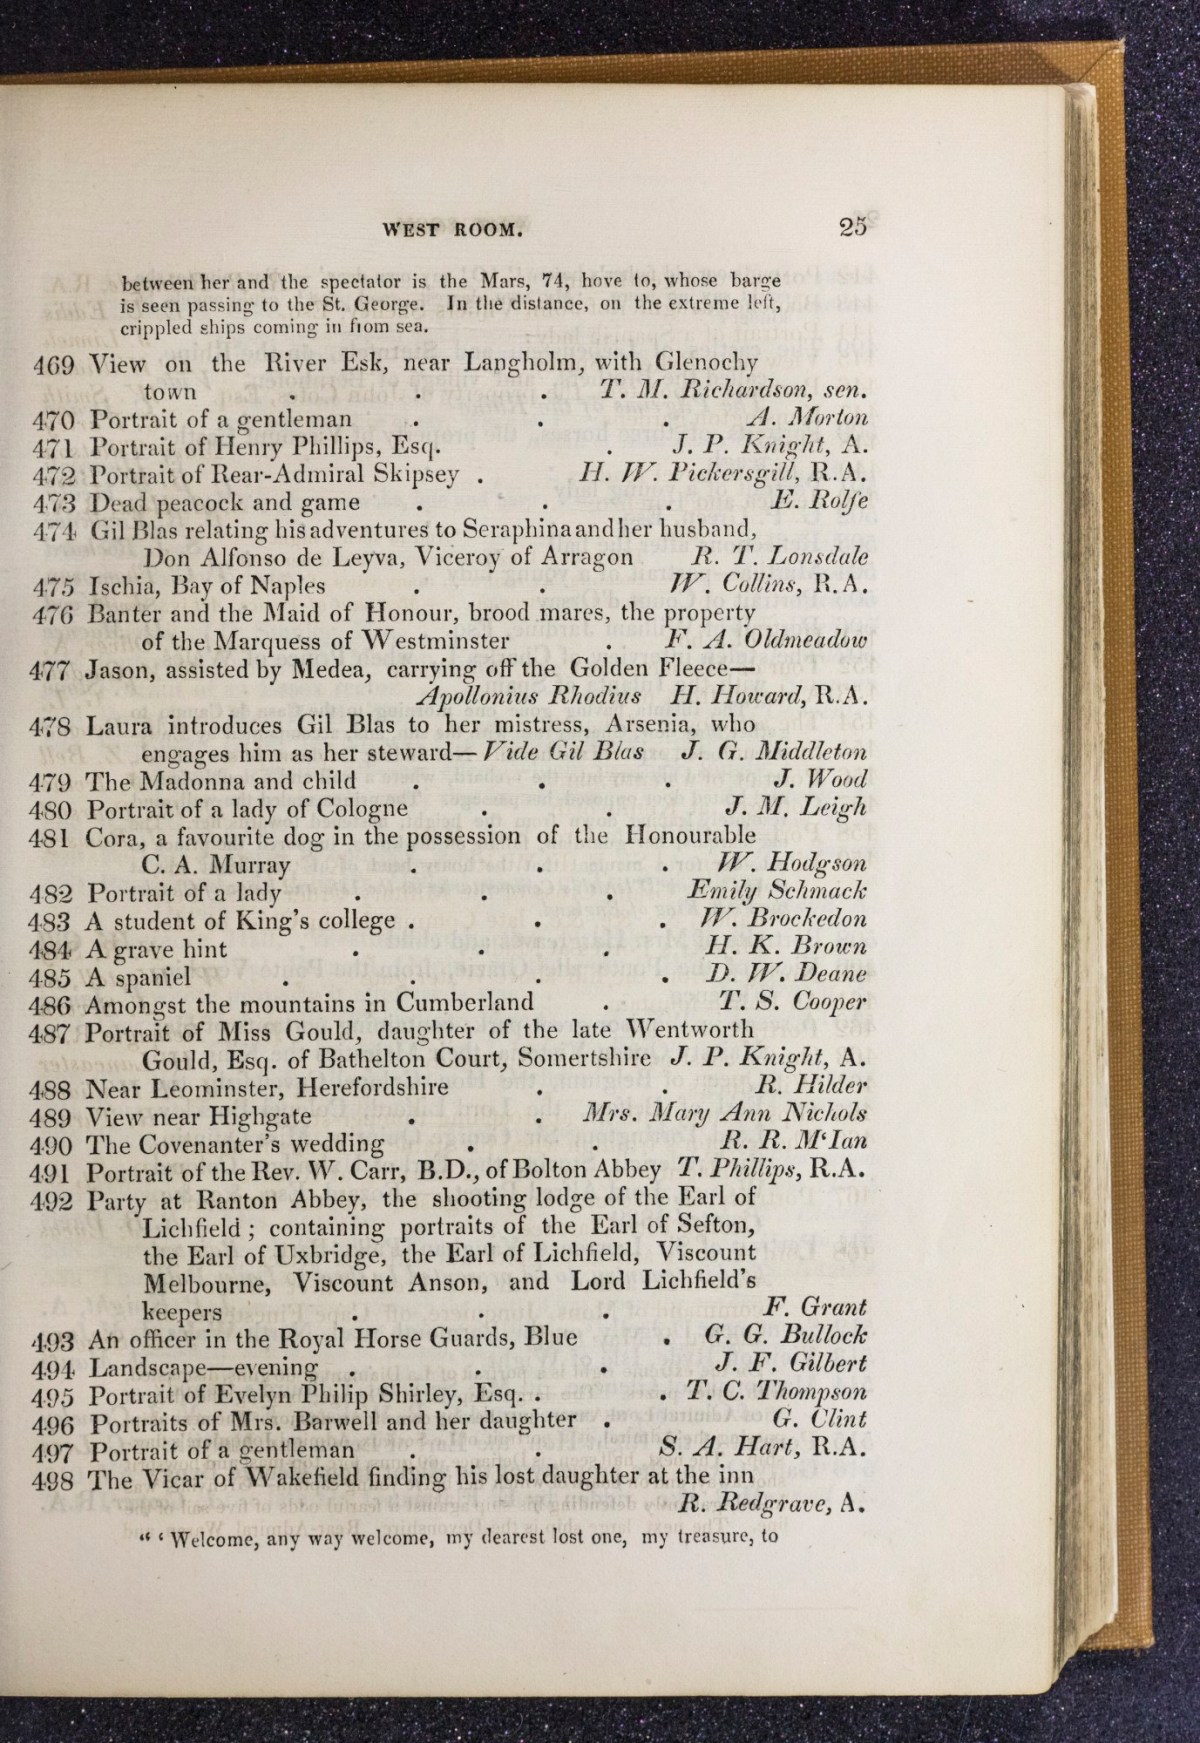 WEST ROOM. 25
between her and the spectator is the Mars, 74, hove to, whose barge
is seen passing to the St. George. In the distance, on the extreme left,
crippled ships coming in from sea.
469 View on the River Esk, near Langholm, with Glenochy
town . . . T. M. Richardson, sen.
470 Portrait of a gentleman . . . A. Morton
471 Portrait of Henry Phillips, Esq. . J. P. Knight, A.
472 Portrait of Rear-Admiral Skipsey . H. W. Pickersgill, R.A.
473 Dead peacock and game . . . E. Rolfe
474 Gil Blas relating his adventures to Seraphina and her husband,
Don Alfonso de Leyva, Viceroy of Arragon R. T. Lonsdale
475 Ischia, Bay of Naples . . W. Collins, R.A.
476 Banter and the Maid of Honour, brood mares, the property
of the Marquess of Westminster . F. A. Oldmeadow
477 Jason, assisted by Medea, carrying off the Golden Fleece—
Apollonius Rhodius H. Howard, R.A.
478 Laura introduces Gil Blas to her mistress, Arsenia, who
engages him as her steward—Vide Gil Blas J. G. Middleton
479 The Madonna and child . . . J. Wood
480 Portrait of a lady of Cologne . . J. M. Leigh
481 Cora, a favourite dog in the possession of the Honourable
C. A. Murray . . . W. Hodgson
482 Portrait of a lady . . . Emily Schmack
483 A student of King's college . . . W. Brockedon
484 A grave hint . . . H. K. Brown
485 A spaniel . . . . D. W. Deane
486 Amongst the mountains in Cumberland . T. S. Cooper
487 Portrait of Miss Gould, daughter of the late Wentworth
Gould, Esq. of Bathelton Court, Somertshire J. P. Knight, A.
488 Near Leominster, Herefordshire . . R. Hilder
489 View near Highgate . . Mrs. Mary Ann Nichols
490 The Covenanter's wedding . . R. R. M‘Ian
491 Portrait of the Rev. W. Carr, B.D., of Bolton Abbey T. Phillips, R.A.
492 Party at Ranton Abbey, the shooting lodge of the Earl of
Lichfield ; containing portraits of the Earl of Sefton,
the Earl of Uxbridge, the Earl of Lichfield, Viscount
Melbourne, Viscount Anson, and Lord Lichfield's
keepers . . . F. Grant
493 An officer in the Royal Horse Guards, Blue . G. G. Bullock
494 Landscape—evening . . . J. F. Gilbert
495 Portrait of Evelyn Philip Shirley, Esq. . . T. C. Thompson
496 Portraits of Mrs. Barwell and her daughter . G. Clint
497 Portrait of a gentleman . . S. A. Hart, R.A.
498 The Vicar of Wakefield finding his lost daughter at the inn
R. Redgrave, A.
“ ‘ Welcome, any way welcome, my dearest lost one, my treasure, to